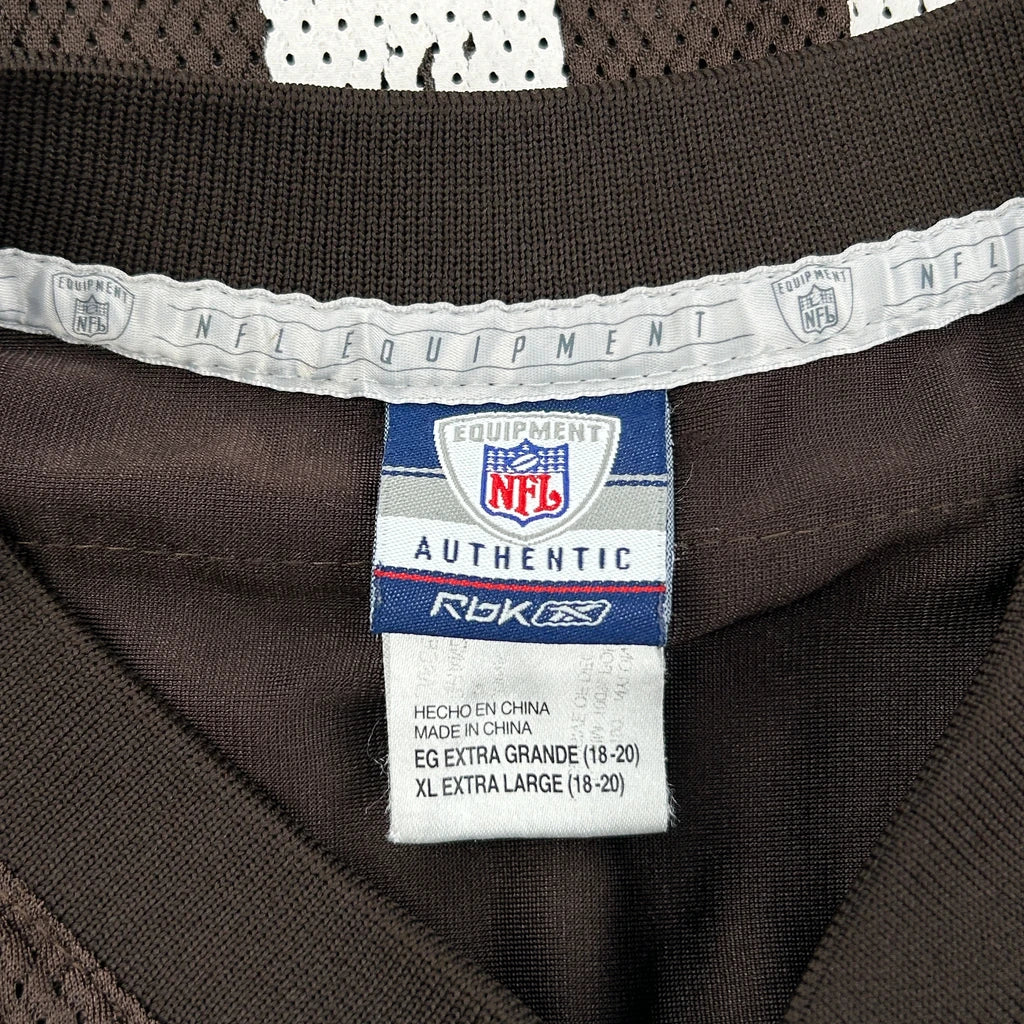 EQUIPMENT
NFL
NFL EQUIPMENT
EQUIPMENT
NFL
NFL
EQUIPMENT
NFL
AUTHENTIC
RbK
HECHO EN CHINA
MADE IN CHINA
EG EXTRA GRANDE (18-20)
XL EXTRA LARGE (18-20)